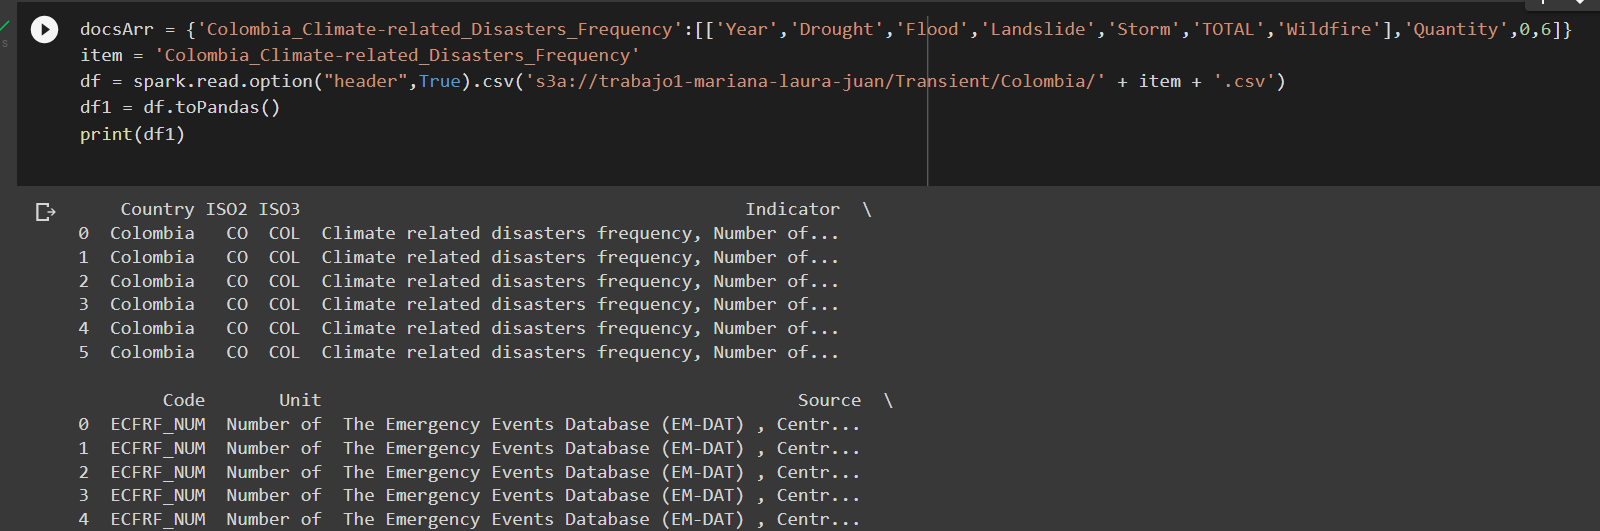 docsArr = {'Colombia_Climate-related_Disasters_Frequency':[['Year','Drought','Flood','Landslide','Storm','TOTAL','Wildfire'],'Quantity',0,6]}
item = 'Colombia_Climate-related_Disasters_Frequency'
df = spark.read.option("header",True).csv('s3a://trabajo1-mariana-laura-juan/Transient/Colombia/' + item + '.csv')
df1 = df.toPandas()
print(df1)
s
Country ISO2 ISO3 Indicator \
0 Colombia CO COL Climate related disasters frequency, Number of...
1 Colombia CO COL Climate related disasters frequency, Number of...
2 Colombia CO COL Climate related disasters frequency, Number of...
3 Colombia CO COL Climate related disasters frequency, Number of...
4 Colombia CO COL Climate related disasters frequency, Number of...
5 Colombia CO COL Climate related disasters frequency, Number of...
Code Unit Source \
0 ECFRF_NUM Number of The Emergency Events Database (EM-DAT) , Centr...
1 ECFRF_NUM Number of The Emergency Events Database (EM-DAT) , Centr...
2 ECFRF_NUM Number of The Emergency Events Database (EM-DAT) , Centr...
3 ECFRF_NUM Number of The Emergency Events Database (EM-DAT) , Centr...
4 ECFRF_NUM Number of The Emergency Events Database (EM-DAT) , Centr...